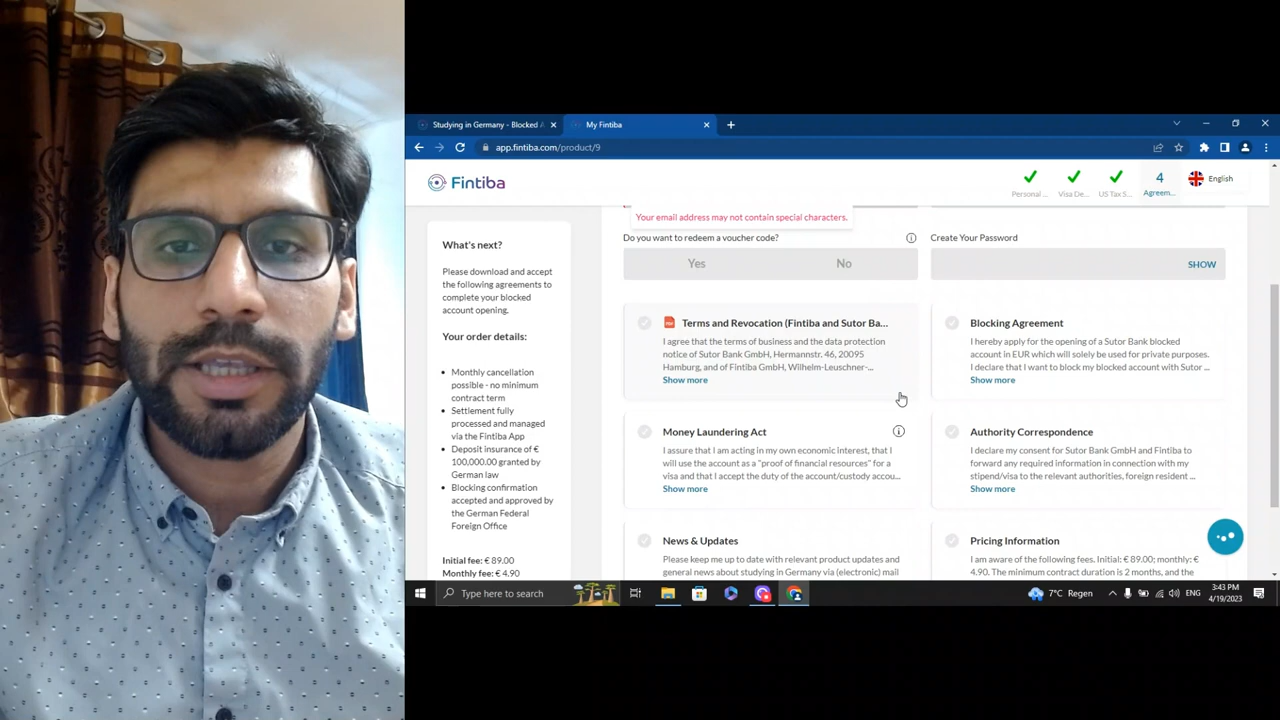 Studying in Germany - Blocked A
My Fintiba
app.fintiba.com/product/9
Fintiba
Personal ...
Visa De...
US Tax S...
4
Agreem...
English
What's next?
Please download and accept
the following agreements to
complete your blocked
account opening.
Your order details:
Monthly cancellation
possible - no minimum
contract term
Settlement fully
processed and managed
via the Fintiba App
Deposit insurance of €
100,000.00 granted by
German law
Blocking confirmation
accepted and approved by
the German Federal
Foreign Office
Initial fee: € 89.00
Monthly fee: € 4.90
Your email address may not contain special characters.
Do you want to redeem a voucher code?
Yes
No
Create Your Password
SHOW
Terms and Revocation (Fintiba and Sutor Ba...
I agree that the terms of business and the data protection
notice of Sutor Bank GmbH, Hermannstr. 46, 20095
Hamburg, and of Fintiba GmbH, Wilhelm-Leuschner-...
Show more
Blocking Agreement
I hereby apply for the opening of a Sutor Bank blocked
account in EUR which will solely be used for private purposes.
I declare that I want to block my blocked account with Sutor ...
Show more
Money Laundering Act
I assure that I am acting in my own economic interest, that I
will use the account as a "proof of financial resources" for a
visa and that I accept the duty of the account/custody accou...
Show more
Authority Correspondence
I declare my consent for Sutor Bank GmbH and Fintiba to
forward any required information in connection with my
stipend/visa to the relevant authorities, foreign resident ...
Show more
News & Updates
Please keep me up to date with relevant product updates and
general news about studying in Germany via (electronic) mail
Pricing Information
I am aware of the following fees. Initial: € 89.00; monthly: €
4.90. The minimum contract duration is 2 months, and the
Type here to search
7°C Regen
ENG
3:43 PM
4/19/2023